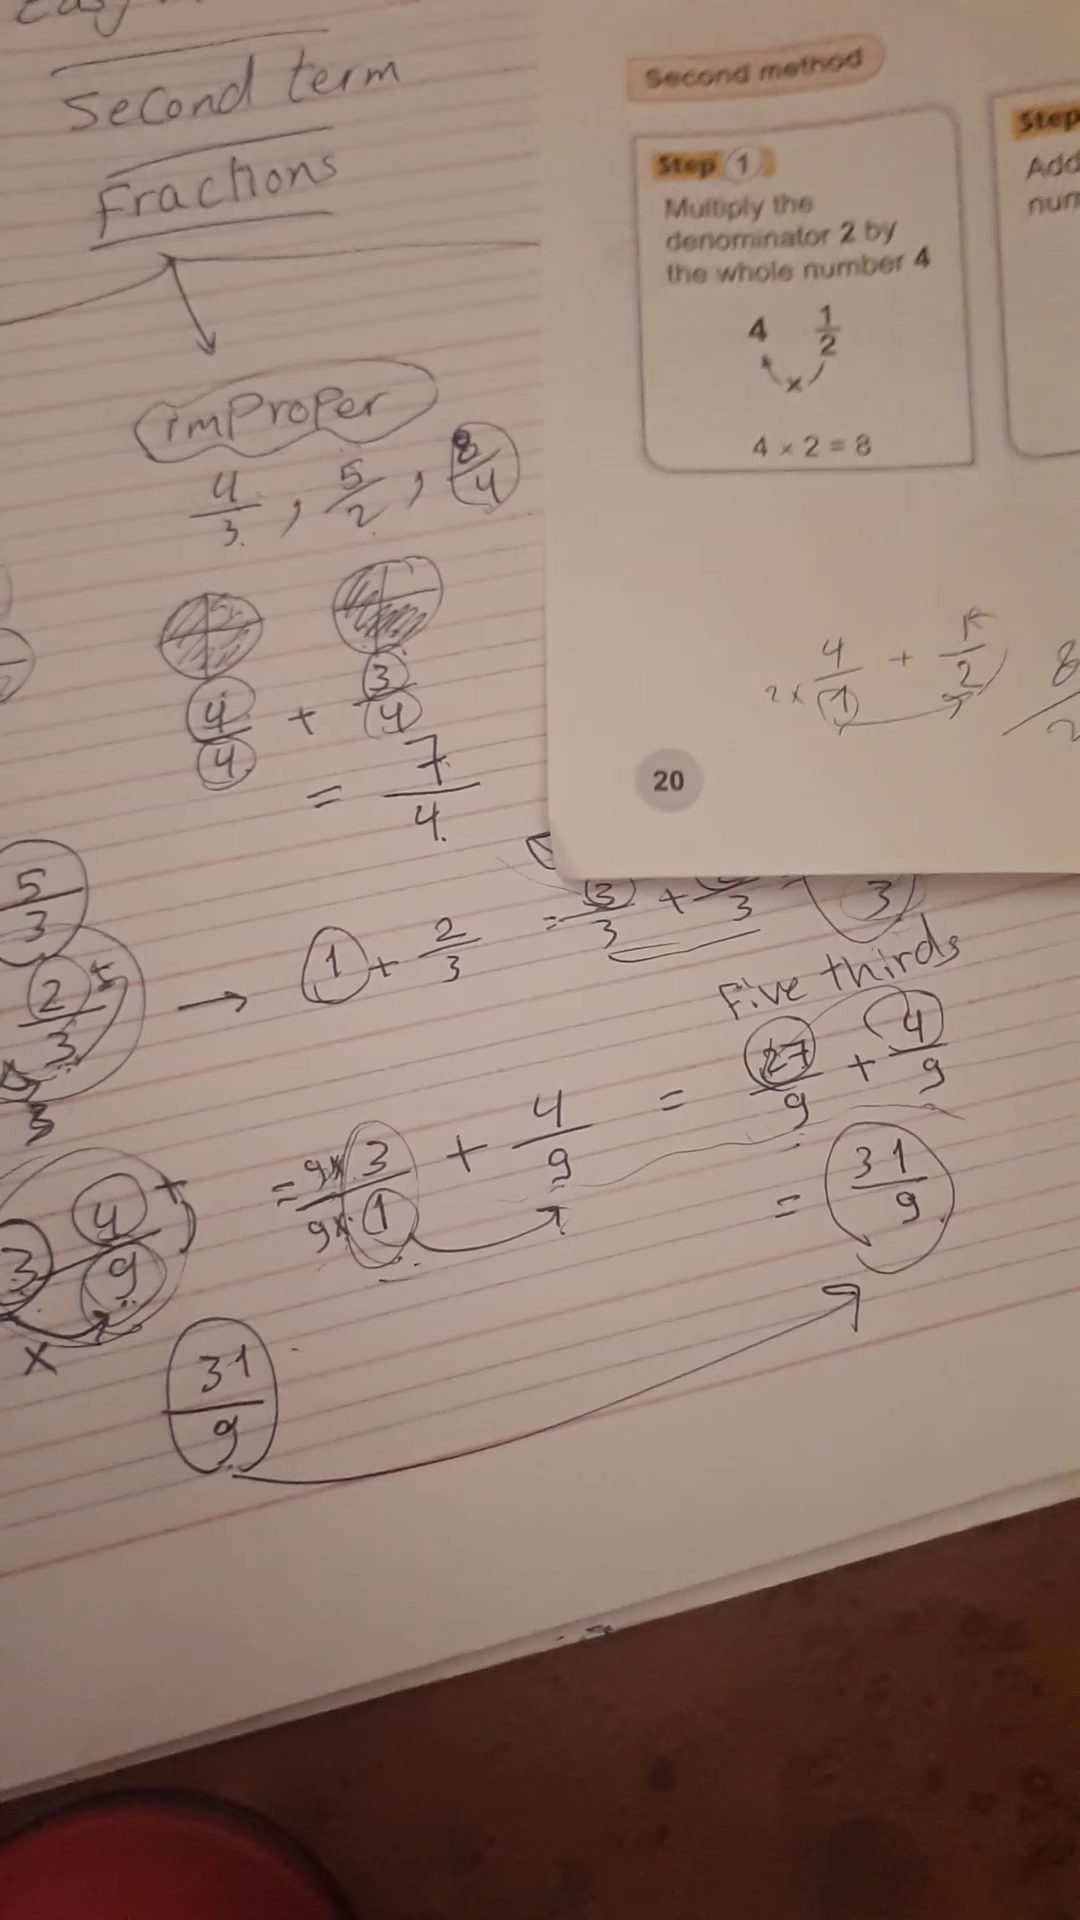 Second term
Fractions
improper
4/3 , 5/2 , 8/4
4/4 + 3/4
= 7/4
5/3
2/3 → 1 + 2/3 = 3/3 + /3
3
Five thirds
3 4/9 = 9× 3 / 9× 1 + 4/9 = 27/9 + 4/9
= 31/9
×
31/9
Second method
Step 1
Multiply the
denominator 2 by
the whole number 4
4 1/2
×
4 × 2 = 8
Step
Add
2 × 4/1 + 1/2 8/2
20